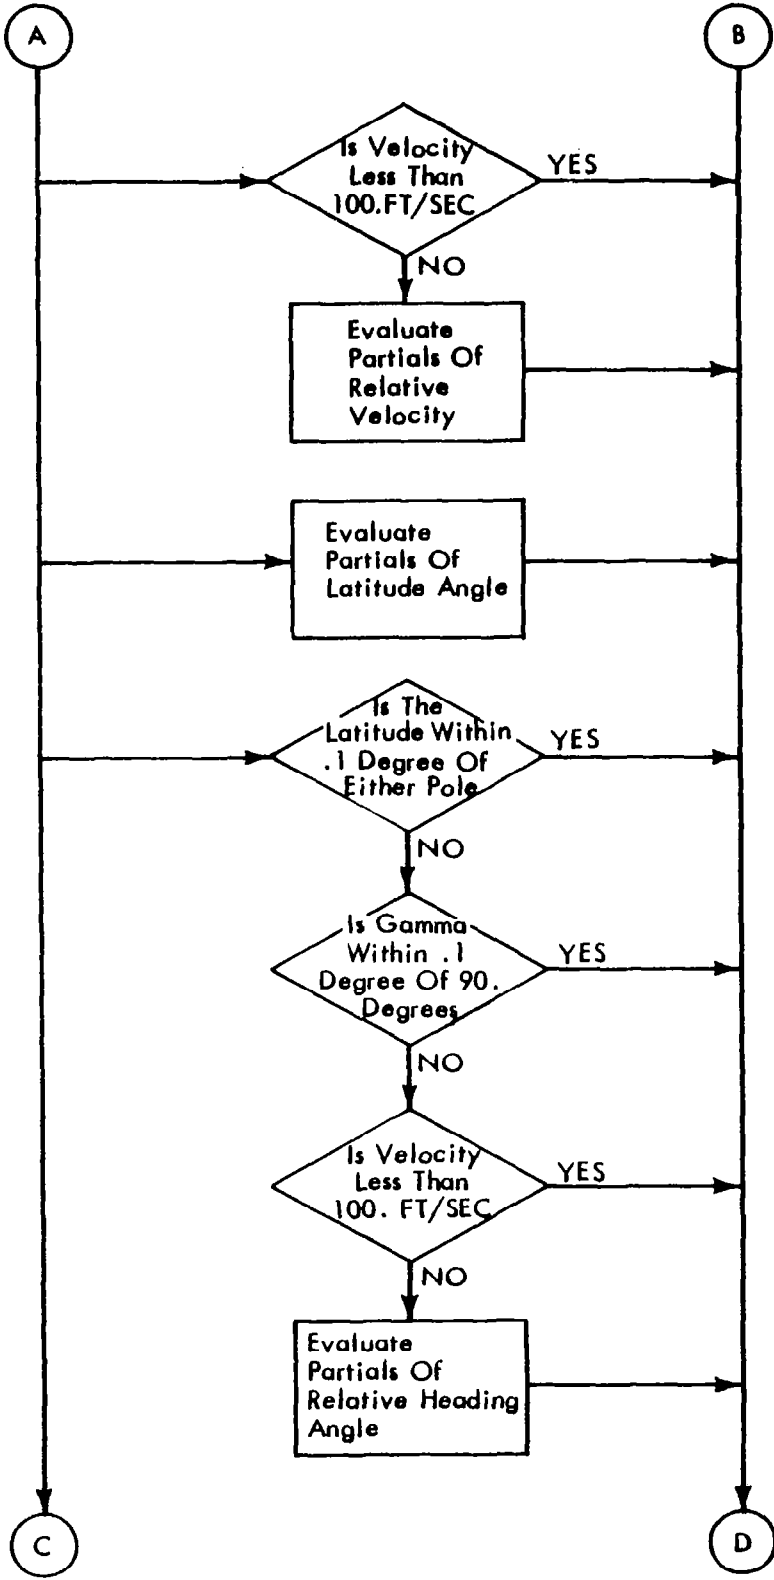 A
B
Is Velocity
Less Than
100.FT/SEC
YES
NO
Evaluate
Partials Of
Relative
Velocity
Evaluate
Partials Of
Latitude Angle
Is The
Latitude Within
.1 Degree Of
Either Pole
YES
NO
Is Gamma
Within .1
Degree Of 90.
Degrees
YES
NO
Is Velocity
Less Than
100. FT/SEC
YES
NO
Evaluate
Partials Of
Relative Heading
Angle
C
D